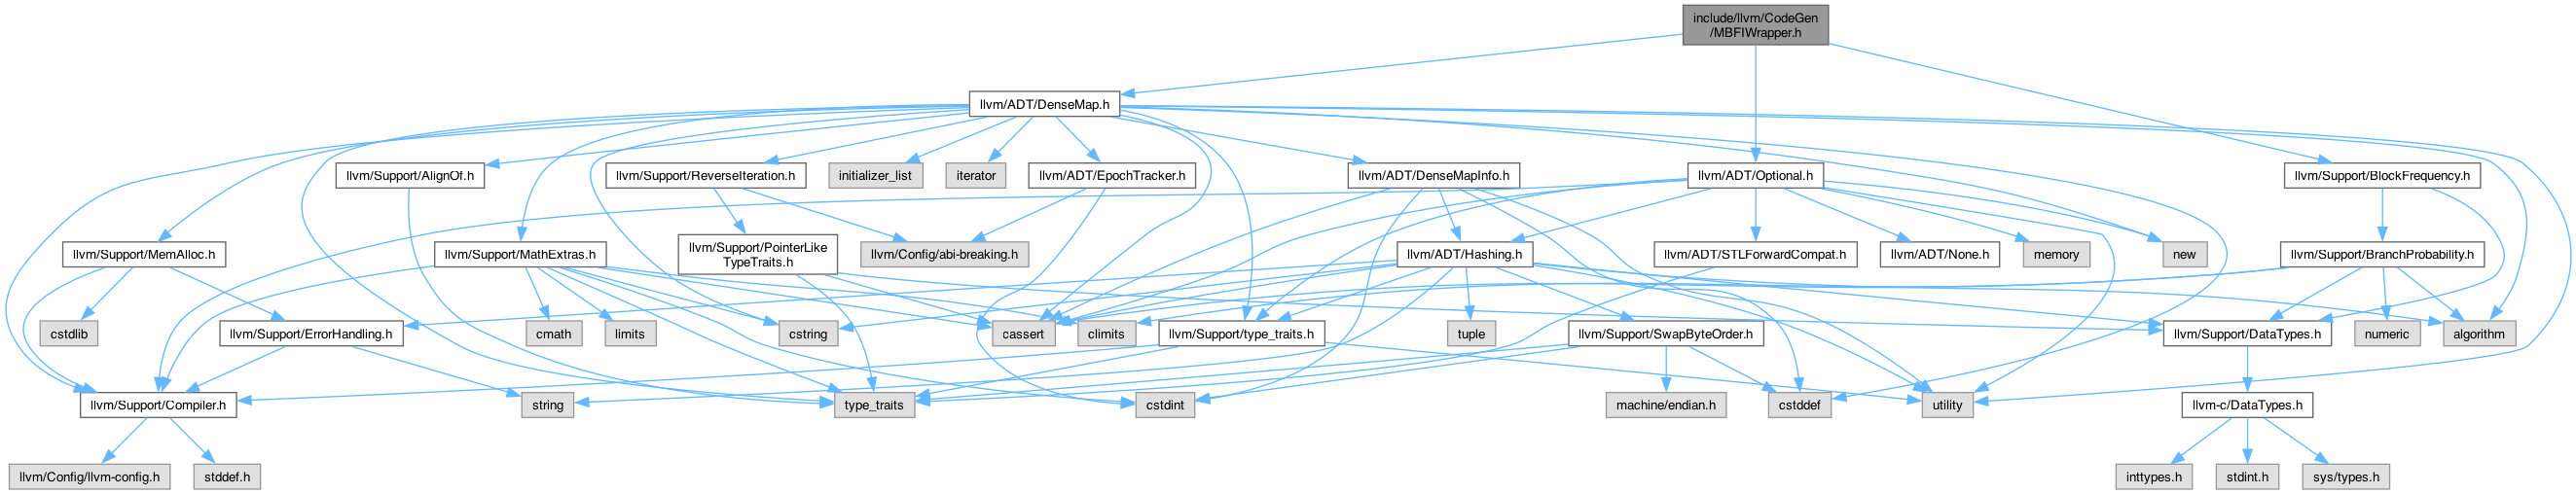 include/llvm/CodeGen
/MBFIWrapper.h
llvm/ADT/DenseMap.h
llvm/Support/AlignOf.h
llvm/Support/ReverseIteration.h
initializer_list
iterator
llvm/ADT/EpochTracker.h
llvm/ADT/DenseMapInfo.h
llvm/ADT/Optional.h
llvm/Support/BlockFrequency.h
llvm/Support/MemAlloc.h
llvm/Support/MathExtras.h
llvm/Support/PointerLike
TypeTraits.h
llvm/Config/abi-breaking.h
llvm/ADT/Hashing.h
llvm/ADT/STLForwardCompat.h
llvm/ADT/None.h
memory
new
llvm/Support/BranchProbability.h
cstdlib
llvm/Support/ErrorHandling.h
cmath
limits
cstring
cassert
climits
llvm/Support/type_traits.h
tuple
llvm/Support/SwapByteOrder.h
llvm/Support/DataTypes.h
numeric
algorithm
llvm/Support/Compiler.h
string
type_traits
cstdint
machine/endian.h
cstddef
utility
llvm-c/DataTypes.h
llvm/Config/llvm-config.h
stddef.h
inttypes.h
stdint.h
sys/types.h